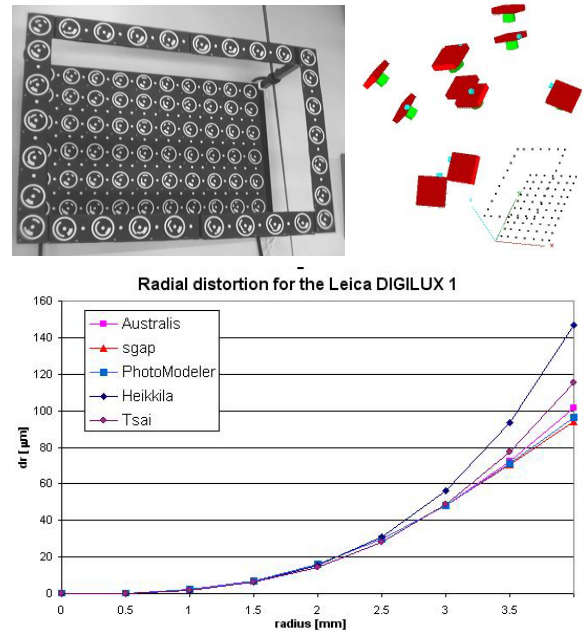 Radial distortion for the Leica DIGILUX 1
160
140
120
100
80
60
40
20
0
dr [µm]
Australis
sgap
PhotoModeler
Heikkila
Tsai
0 0.5 1 1.5 2 2.5 3 3.5
radius [mm]